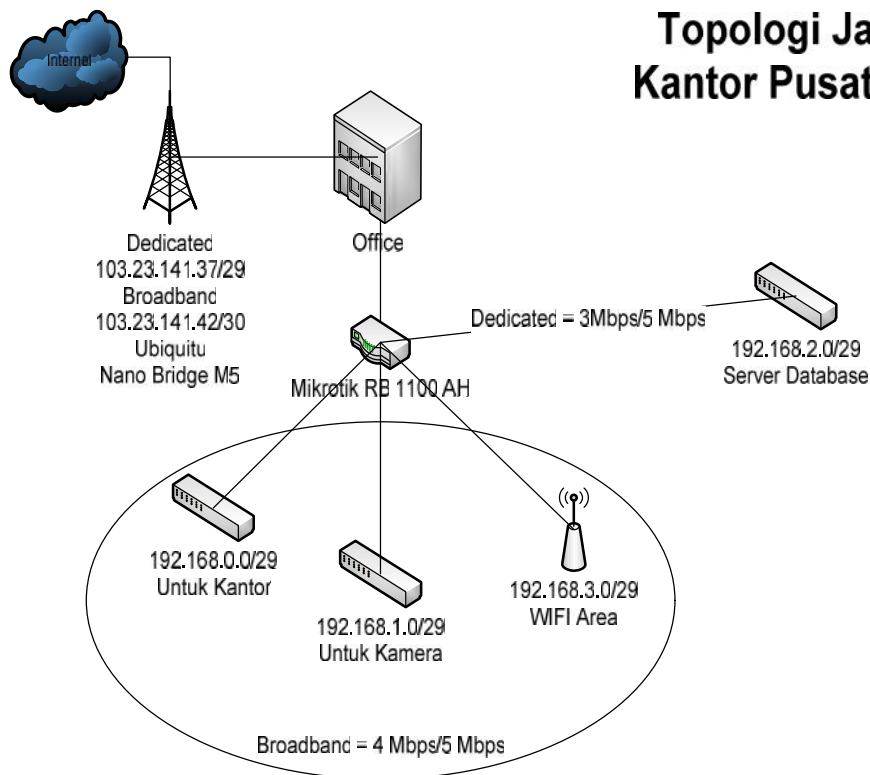 Topologi Ja
Kantor Pusat
Internet
Dedicated
103.23.141.37/29
Broadband
103.23.141.42/30
Ubiquitu
Nano Bridge M5
Office
Dedicated = 3Mbps/5 Mbps
192.168.2.0/29
Server Database
Mikrotik RB 1100 AH
192.168.0.0/29
Untuk Kantor
192.168.1.0/29
Untuk Kamera
192.168.3.0/29
WIFI Area
Broadband = 4 Mbps/5 Mbps